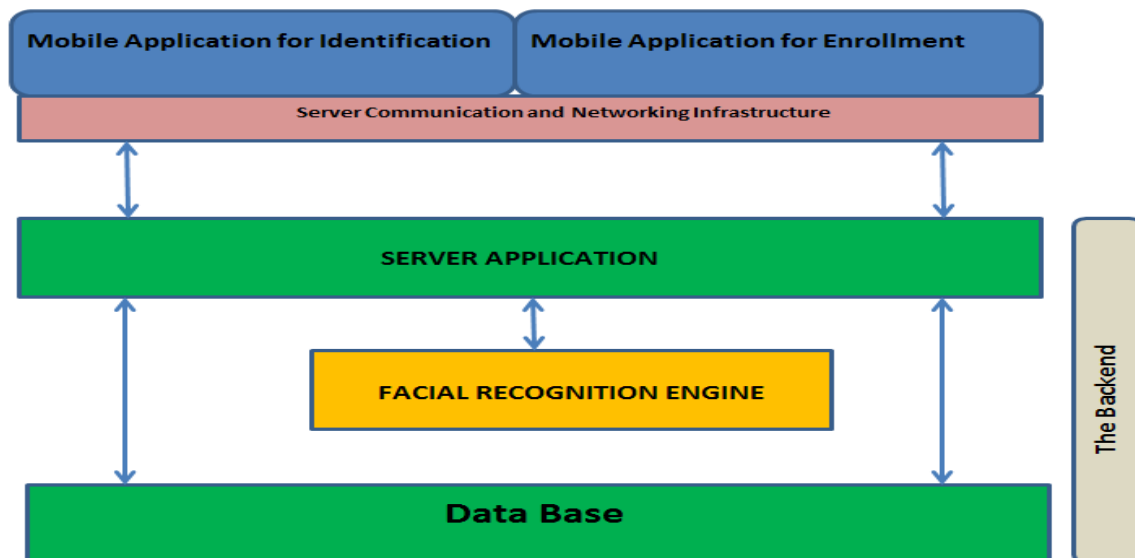 Mobile Application for Identification
Mobile Application for Enrollment
Server Communication and Networking Infrastructure
SERVER APPLICATION
FACIAL RECOGNITION ENGINE
The Backend
Data Base